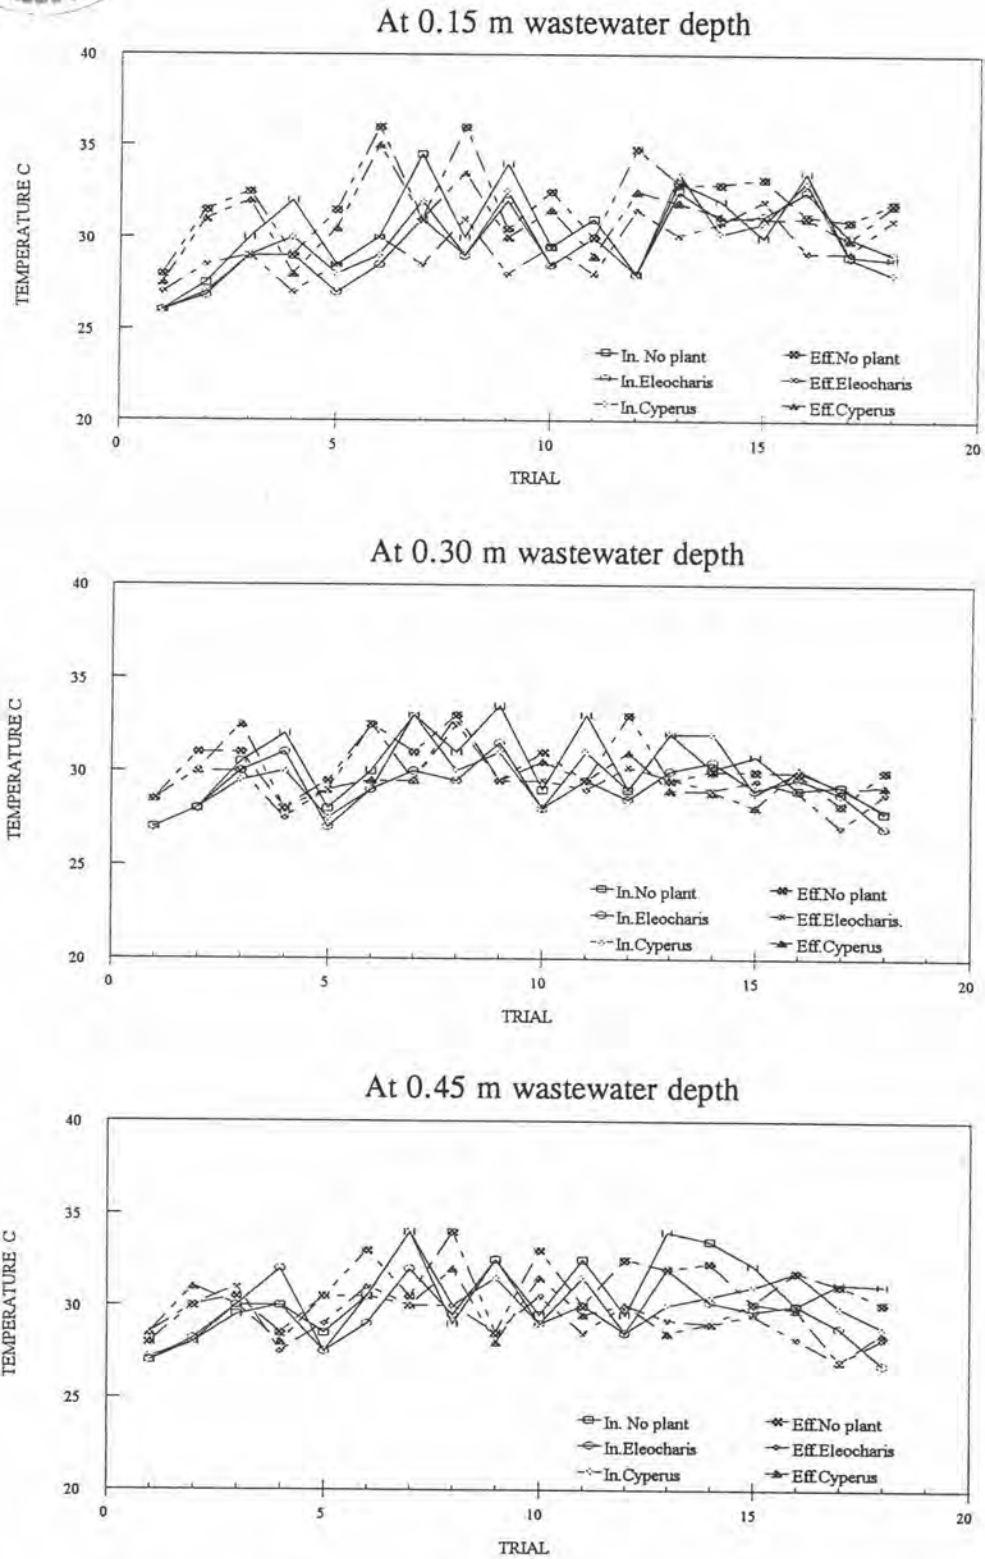 At 0.15 m wastewater depth
40
35
30
25
20
TEMPERATURE C
In. No plant
Eff.No plant
In.Eleocharis
Eff.Eleocharis
In.Cyperus
Eff.Cyperus
0 5 10 15 20
TRIAL
At 0.30 m wastewater depth
40
35
30
25
20
TEMPERATURE C
In.No plant
Eff.No plant
In.Eleocharis
Eff.Eleocharis.
In.Cyperus
Eff.Cyperus
0 5 10 15 20
TRIAL
At 0.45 m wastewater depth
40
35
30
25
20
TEMPERATURE C
In. No plant
Eff.No plant
In.Eleocharis
Eff.Eleocharis
In.Cyperus
Eff.Cyperus
0 5 10 15 20
TRIAL